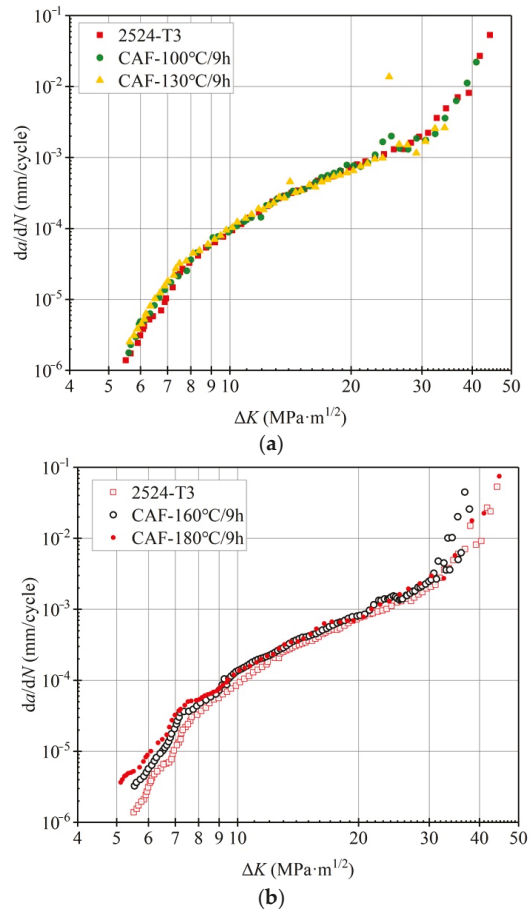 10⁻¹
10⁻²
10⁻³
10⁻⁴
10⁻⁵
10⁻⁶
da/dN (mm/cycle)
2524-T3
CAF-100°C/9h
CAF-130°C/9h
4 5 6 7 8 9 10 20 30 40 50
ΔK (MPa·m¹/²)
(a)
10⁻¹
10⁻²
10⁻³
10⁻⁴
10⁻⁵
10⁻⁶
da/dN (mm/cycle)
2524-T3
CAF-160°C/9h
CAF-180°C/9h
4 5 6 7 8 9 10 20 30 40 50
ΔK (MPa·m¹/²)
(b)